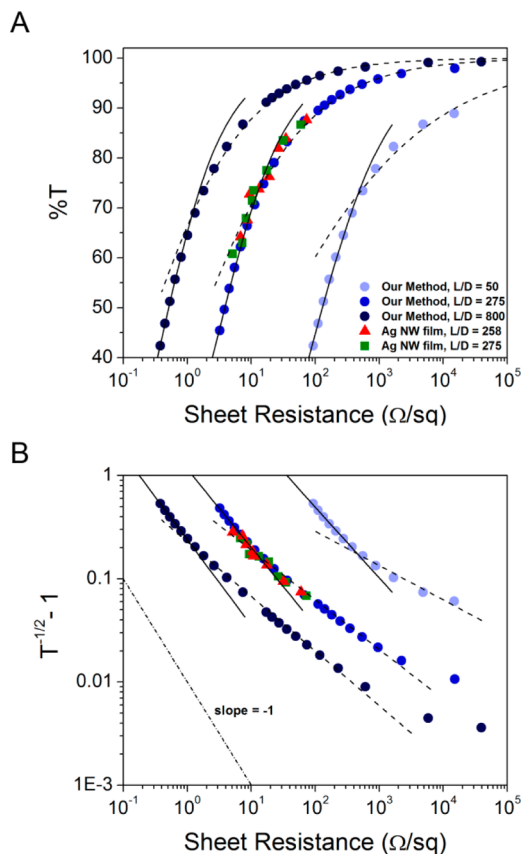 A
%T
100
90
80
70
60
50
40
Our Method, L/D = 50
Our Method, L/D = 275
Our Method, L/D = 800
Ag NW film, L/D = 258
Ag NW film, L/D = 275
10⁻¹ 10⁰ 10¹ 10² 10³ 10⁴ 10⁵
Sheet Resistance (Ω/sq)
B
T⁻¹/² - 1
1
0.1
0.01
1E-3
slope = -1
10⁻¹ 10⁰ 10¹ 10² 10³ 10⁴ 10⁵
Sheet Resistance (Ω/sq)